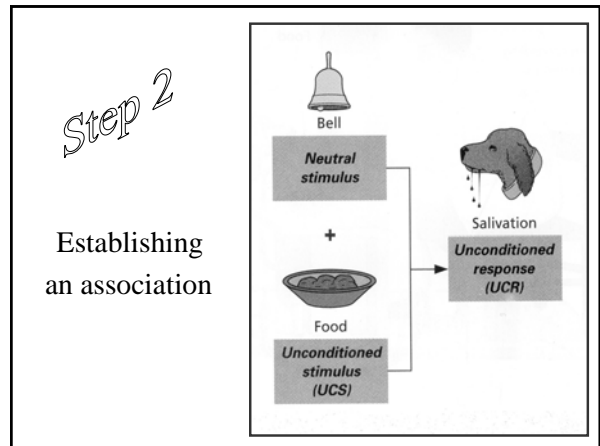 Step 2
Establishing
an association
Bell
Neutral
stimulus
+
Food
Unconditioned
stimulus
(UCS)
Salivation
Unconditioned
response
(UCR)